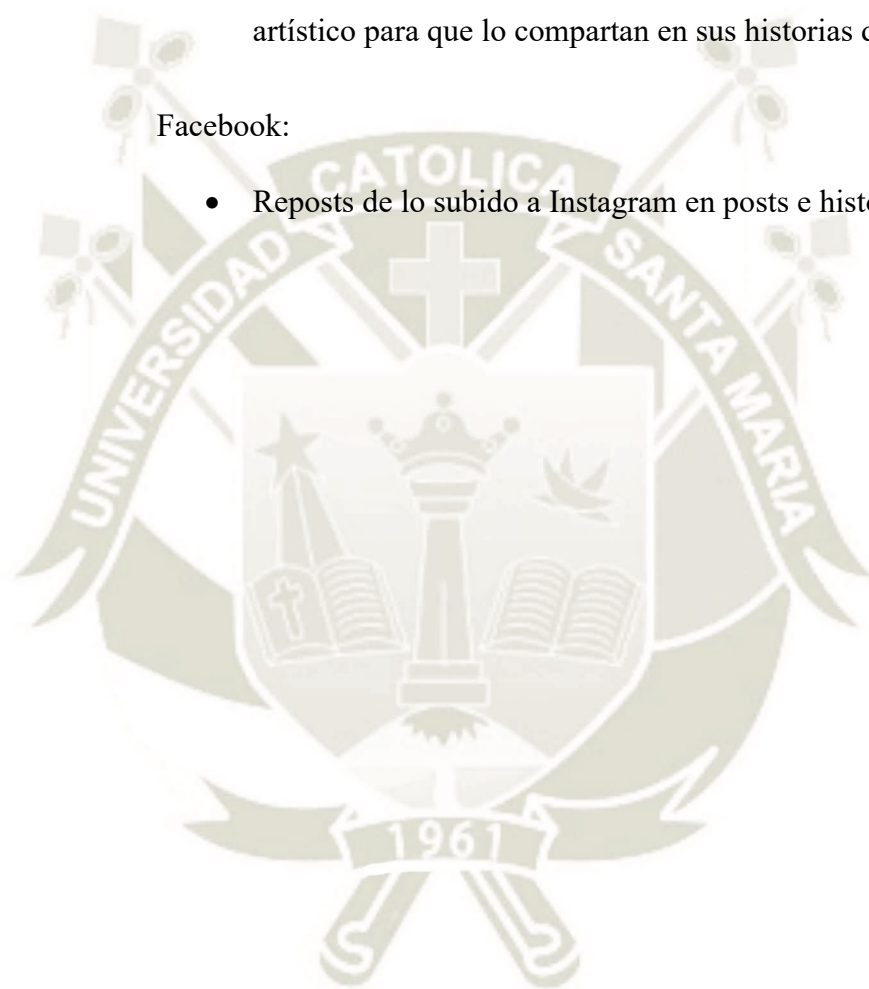 artístico para que lo compartan en sus historias
Facebook:
• Reposts de lo subido a Instagram en posts e
UNIVERSIDAD CATOLICA SANTA MARIA
1961